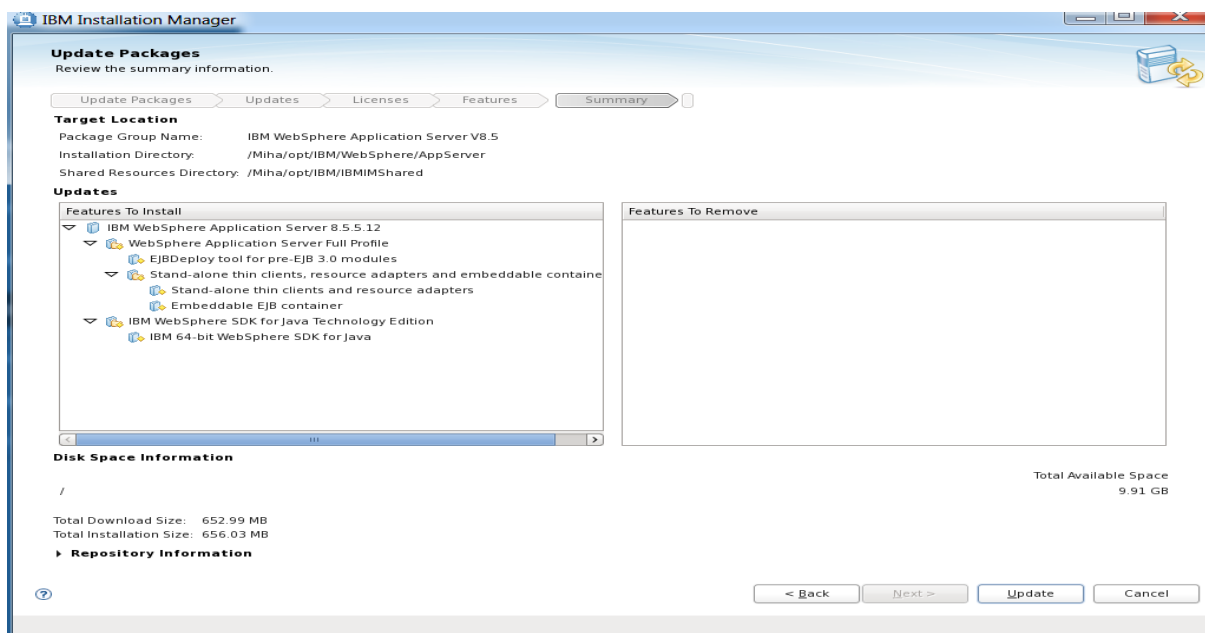 IBM Installation Manager
Update Packages
Review the summary information.
Update Packages
Updates
Licenses
Features
Summary
Target Location
Package Group Name: IBM WebSphere Application Server V8.5
Installation Directory: /Miha/opt/IBM/WebSphere/AppServer
Shared Resources Directory: /Miha/opt/IBM/IBMIMShared
Updates
Features To Install
IBM WebSphere Application Server 8.5.5.12
WebSphere Application Server Full Profile
EJBDeploy tool for pre-EJB 3.0 modules
Stand-alone thin clients, resource adapters and embeddable containe
Stand-alone thin clients and resource adapters
Embeddable EJB container
IBM WebSphere SDK for Java Technology Edition
IBM 64-bit WebSphere SDK for Java
Features To Remove
Disk Space Information
Total Available Space
/ 9.91 GB
Total Download Size: 652.99 MB
Total Installation Size: 656.03 MB
Repository Information
?
< Back
Next >
Update
Cancel